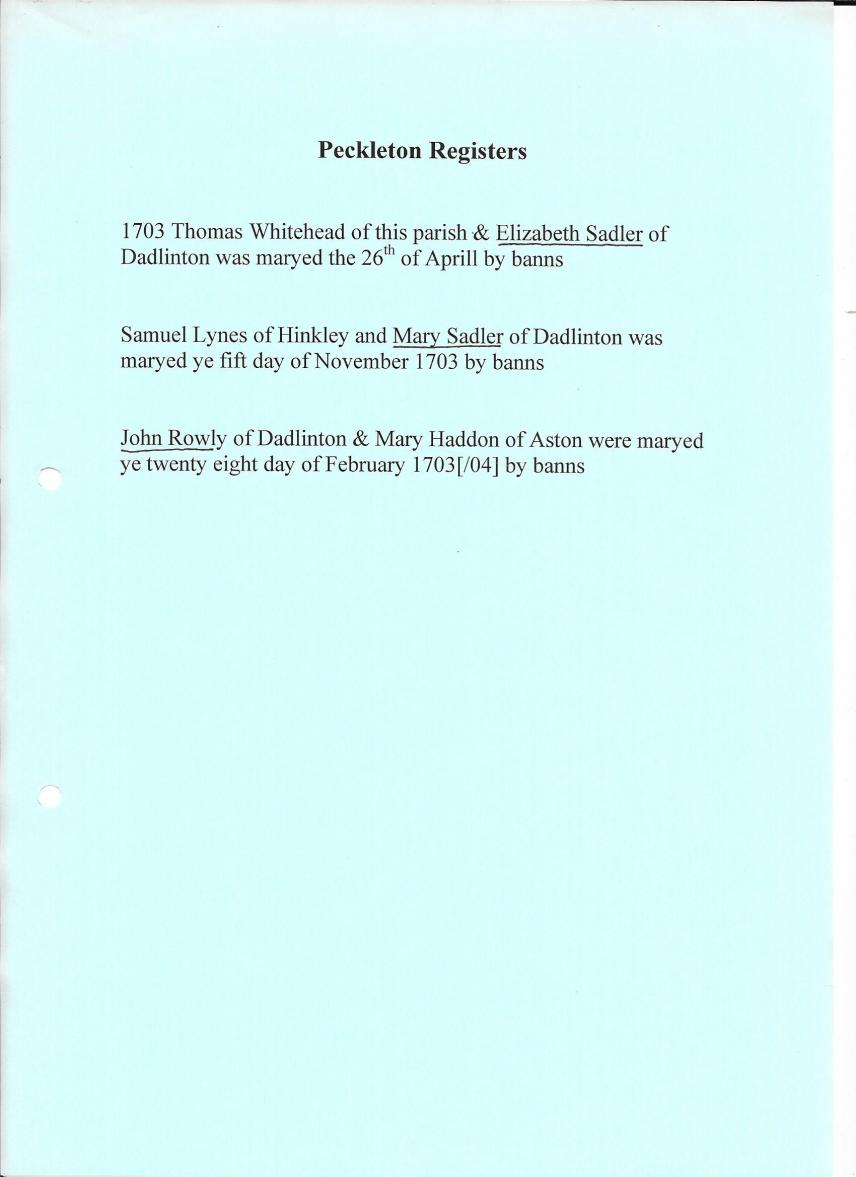 Peckleton Registers
1703 Thomas Whitehead of this parish & Elizabeth Sadler of
Dadlinton was maryed the 26th of Aprill by banns
Samuel Lynes of Hinkley and Mary Sadler of Dadlinton was
maryed ye fift day of November 1703 by banns
John Rowly of Dadlinton & Mary Haddon of Aston were maryed
ye twenty eight day of February 1703[/04] by banns